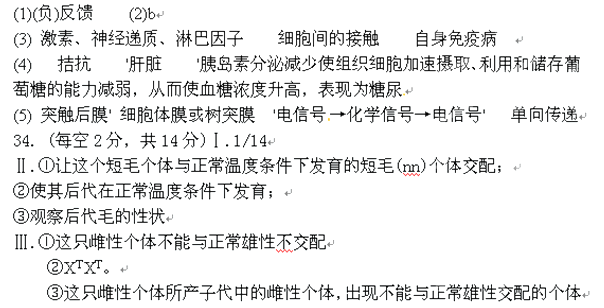 (1)(负)反馈 (2)b
(3) 激素、神经递质、淋巴因子 细胞间的接触 自身免疫病
(4) 拮抗 '肝脏 '胰岛素分泌减少使组织细胞加速摄取、利用和储存葡
萄糖的能力减弱，从而使血糖浓度升高，表现为糖尿
(5) 突触后膜' 细胞体膜或树突膜 '电信号→化学信号→电信号' 单向传递
34. (每空2分，共14分)Ⅰ.1/14
Ⅱ.①让这个短毛个体与正常温度条件下发育的短毛(nn)个体交配；
②使其后代在正常温度条件下发育；
③观察后代毛的性状
Ⅲ.①这只雌性个体不能与正常雄性不交配
②XTXT。
③这只雌性个体所产子代中的雌性个体，出现不能与正常雄性交配的个体